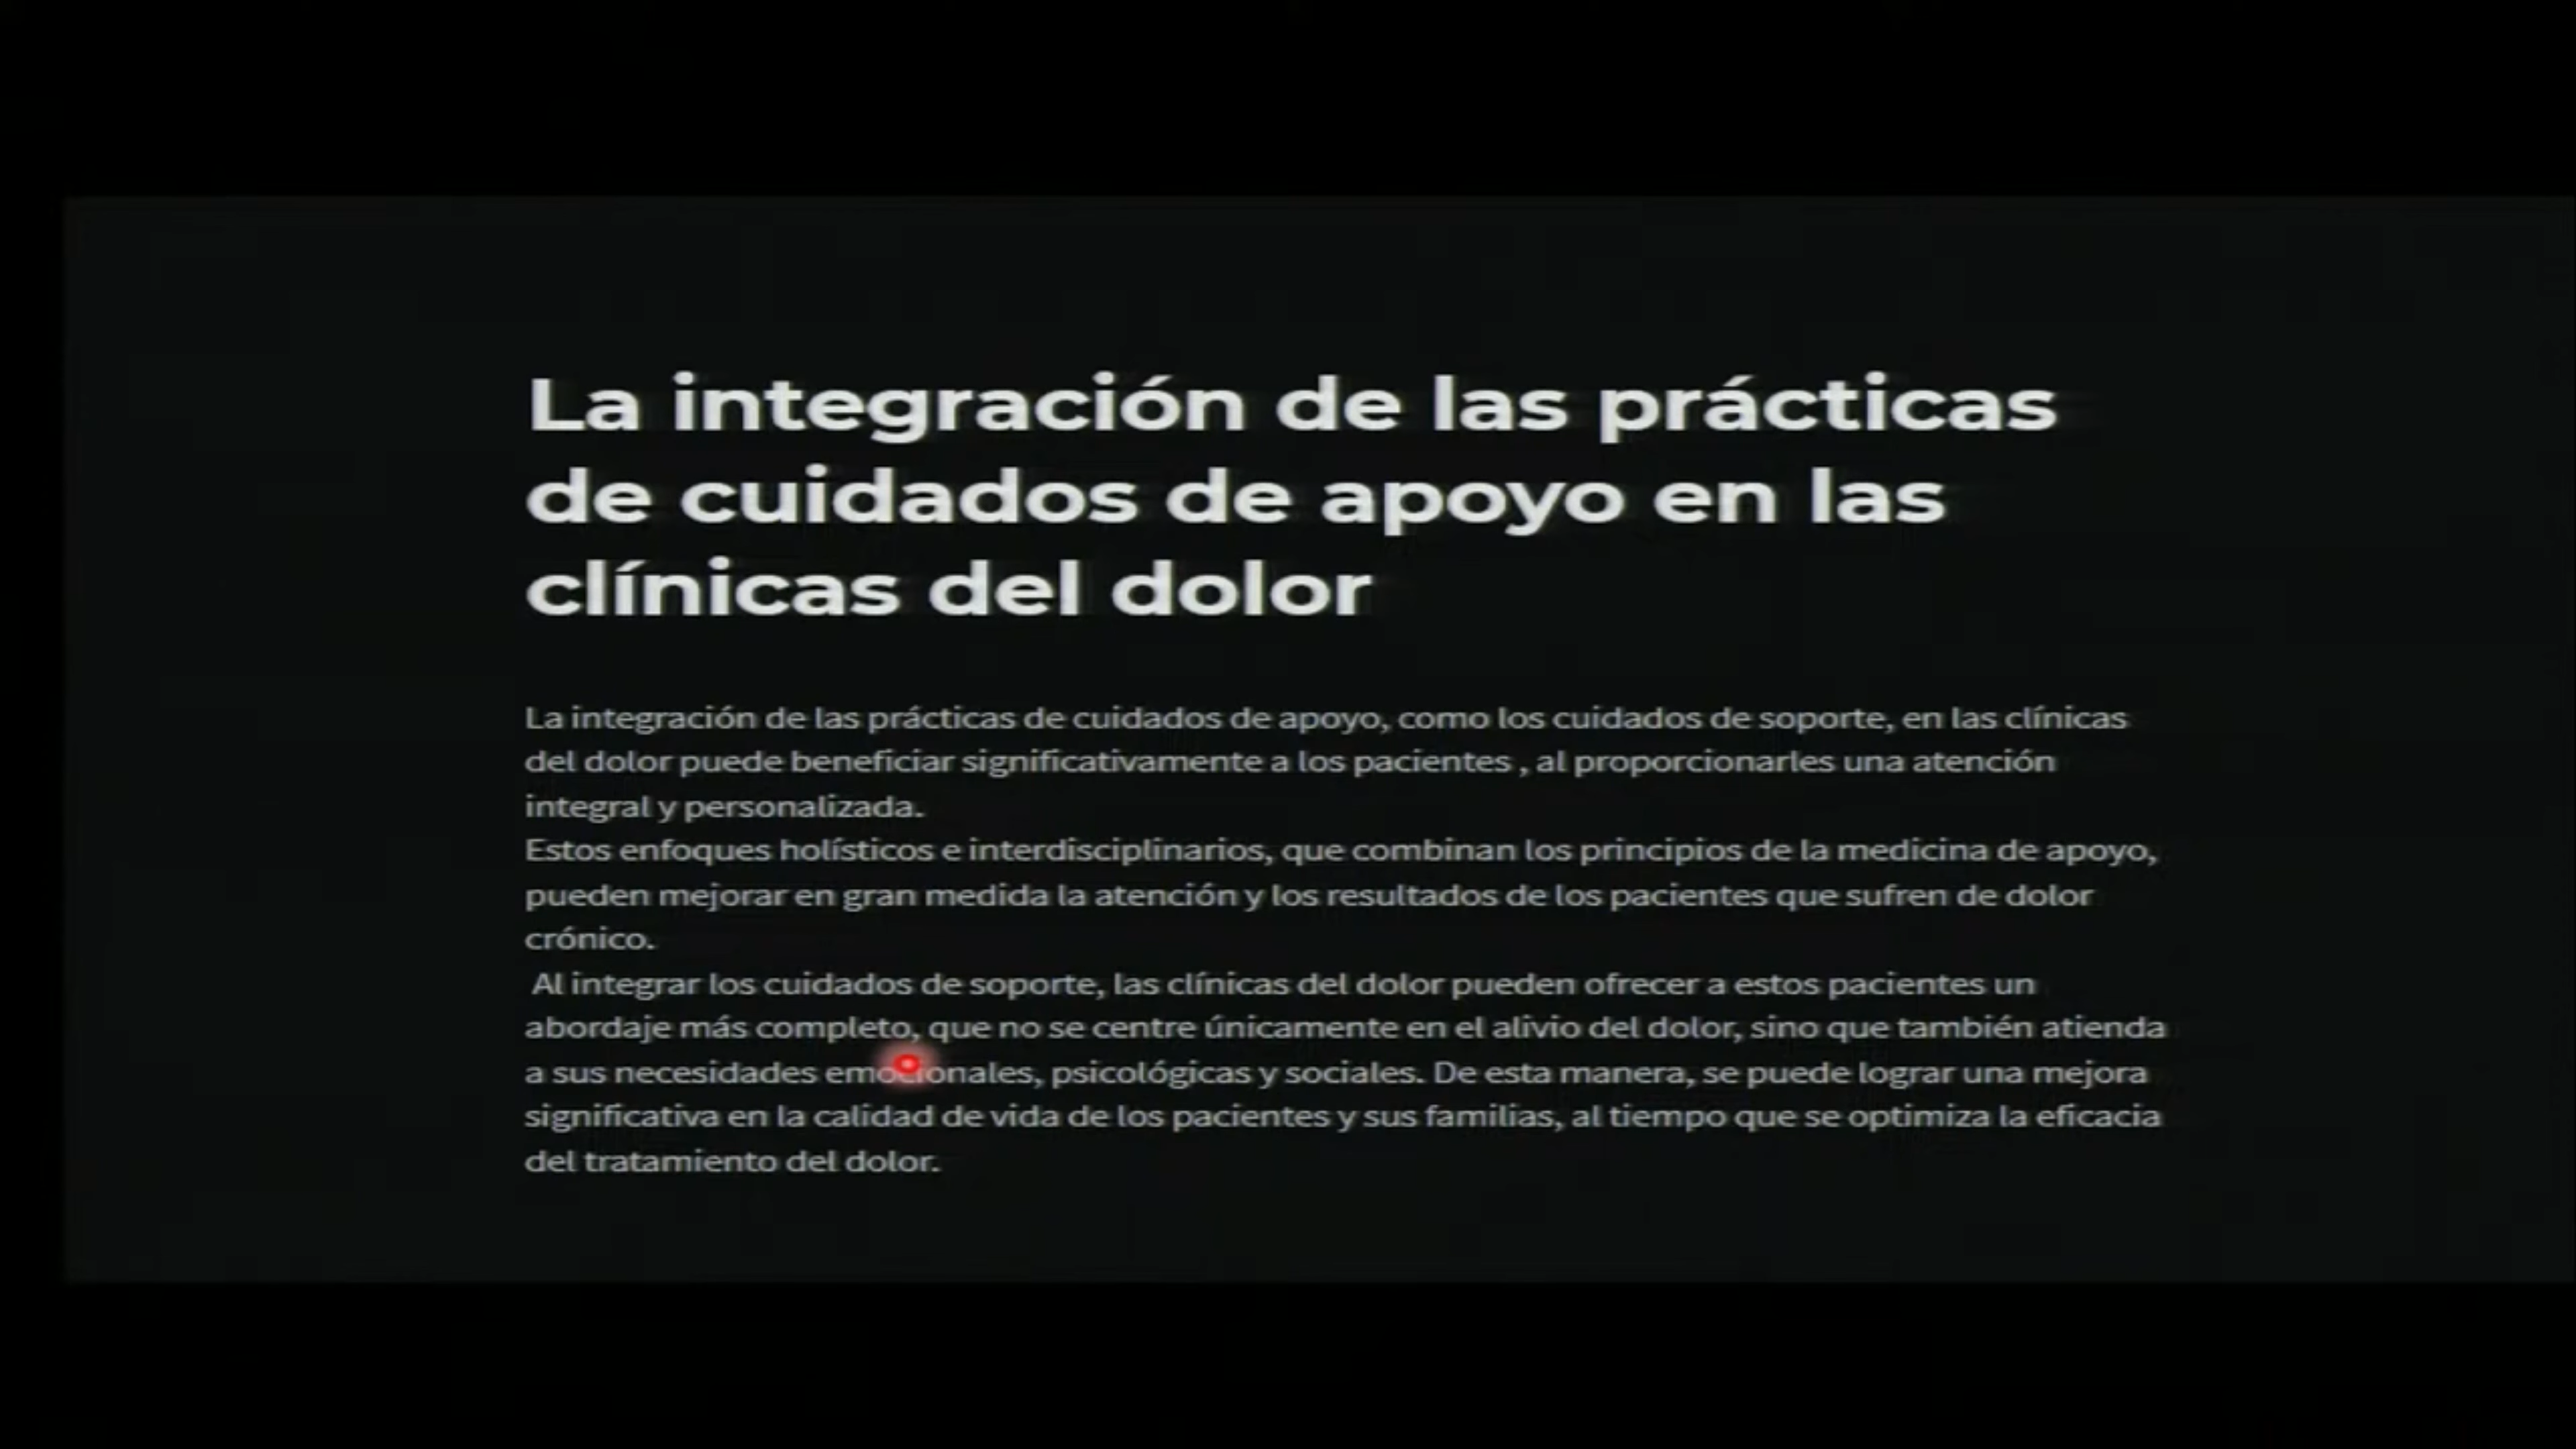 La integración de las prácticas
de cuidados de apoyo en las
clínicas del dolor
La integración de las prácticas de cuidados de apoyo, como los cuidados de soporte, en las clínicas
del dolor puede beneficiar significativamente a los pacientes , al proporcionarles una atención
integral y personalizada.
Estos enfoques holísticos e interdisciplinarios, que combinan los principios de la medicina de apoyo,
pueden mejorar en gran medida la atención y los resultados de los pacientes que sufren de dolor
crónico.
Al integrar los cuidados de soporte, las clínicas del dolor pueden ofrecer a estos pacientes un
abordaje más completo, que no se centre únicamente en el alivio del dolor, sino que también atienda
a sus necesidades emocionales, psicológicas y sociales. De esta manera, se puede lograr una mejora
significativa en la calidad de vida de los pacientes y sus familias, al tiempo que se optimiza la eficacia
del tratamiento del dolor.